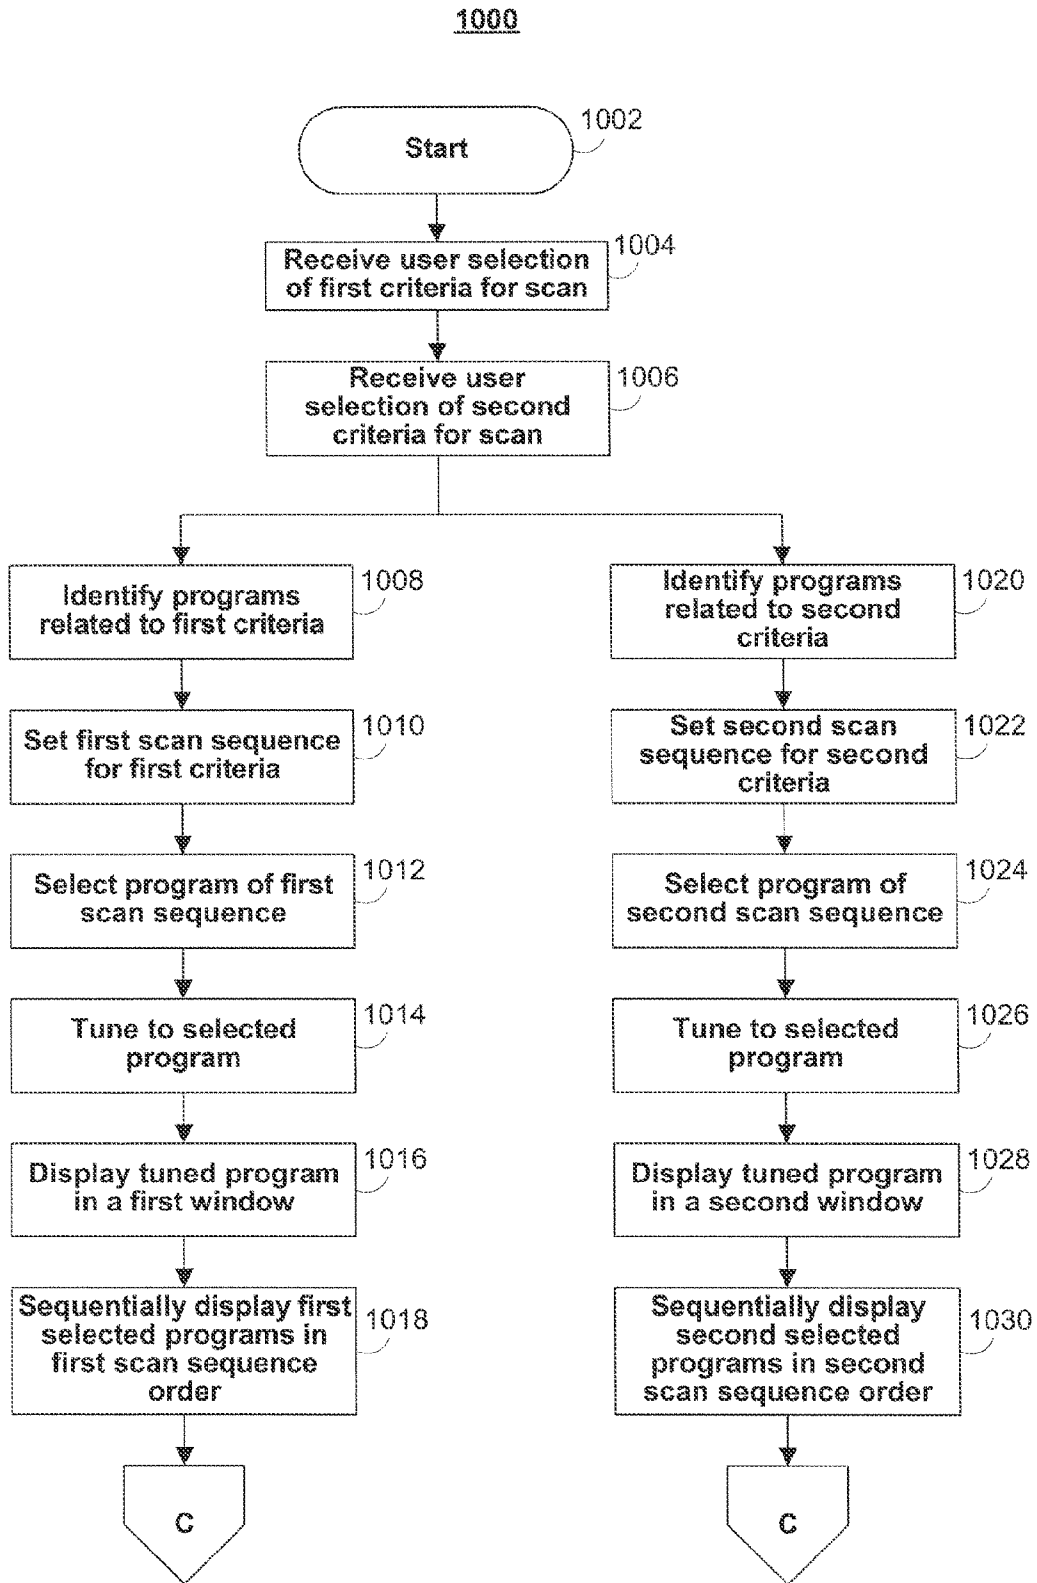 1000
Start
1002
Receive user selection
of first criteria for scan
1004
Receive user
selection of second
criteria for scan
1006
Identify programs
related to first criteria
1008
Set first scan sequence
for first criteria
1010
Select program of first
scan sequence
1012
Tune to selected
program
1014
Display tuned program
in a first window
1016
Sequentially display first
selected programs in
first scan sequence
order
1018
C
Identify programs
related to second
criteria
1020
Set second scan
sequence for second
criteria
1022
Select program of
second scan sequence
1024
Tune to selected
program
1026
Display tuned program
in a second window
1028
Sequentially display
second selected
programs in second
scan sequence order
1030
C